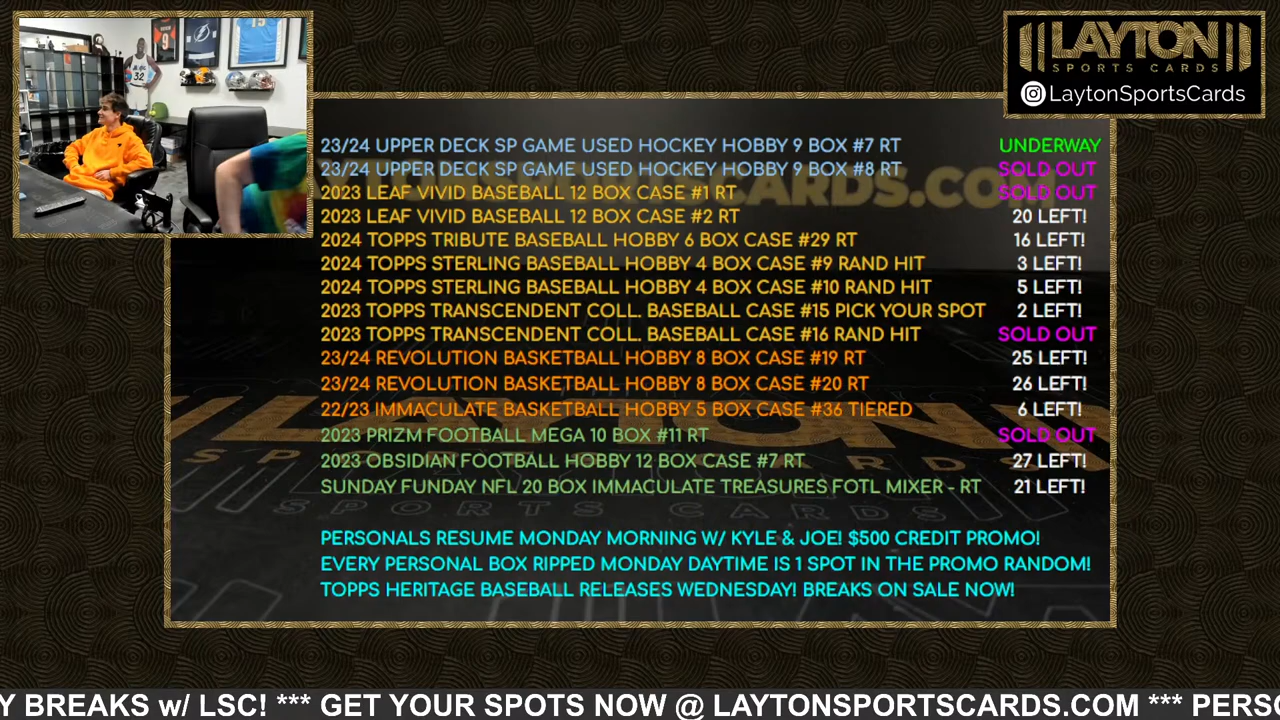 LAYTON
SPORTS CARDS
LaytonSportsCards
23/24 UPPER DECK SP GAME USED HOCKEY HOBBY 9 BOX #7 RT UNDERWAY
23/24 UPPER DECK SP GAME USED HOCKEY HOBBY 9 BOX #8 RT SOLD OUT
2023 LEAF VIVID BASEBALL 12 BOX CASE #1 RT SOLD OUT
2023 LEAF VIVID BASEBALL 12 BOX CASE #2 RT 20 LEFT!
2024 TOPPS TRIBUTE BASEBALL HOBBY 6 BOX CASE #29 RT 16 LEFT!
2024 TOPPS STERLING BASEBALL HOBBY 4 BOX CASE #9 RAND HIT 3 LEFT!
2024 TOPPS STERLING BASEBALL HOBBY 4 BOX CASE #10 RAND HIT 5 LEFT!
2023 TOPPS TRANSCENDENT COLL. BASEBALL CASE #15 PICK YOUR SPOT 2 LEFT!
2023 TOPPS TRANSCENDENT COLL. BASEBALL CASE #16 RAND HIT SOLD OUT
23/24 REVOLUTION BASKETBALL HOBBY 8 BOX CASE #19 RT 25 LEFT!
23/24 REVOLUTION BASKETBALL HOBBY 8 BOX CASE #20 RT 26 LEFT!
22/23 IMMACULATE BASKETBALL HOBBY 5 BOX CASE #36 TIERED 6 LEFT!
2023 PRIZM FOOTBALL MEGA 10 BOX #11 RT SOLD OUT
2023 OBSIDIAN FOOTBALL HOBBY 12 BOX CASE #7 RT 27 LEFT!
SUNDAY FUNDAY NFL 20 BOX IMMACULATE TREASURES FOTL MIXER - RT 21 LEFT!
PERSONALS RESUME MONDAY MORNING W/ KYLE & JOE! $500 CREDIT PROMO!
EVERY PERSONAL BOX RIPPED MONDAY DAYTIME IS 1 SPOT IN THE PROMO RANDOM!
TOPPS HERITAGE BASEBALL RELEASES WEDNESDAY! BREAKS ON SALE NOW!
Y BREAKS w/ LSC! *** GET YOUR SPOTS NOW @ LAYTONSPORTSCARDS.COM *** PERSO